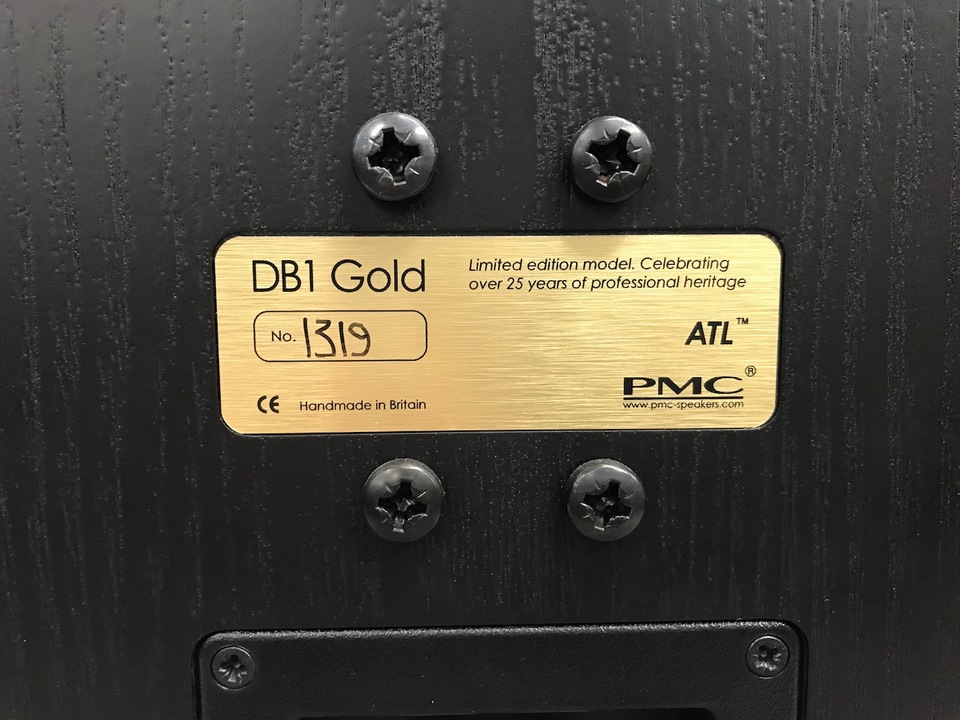 DB1 Gold
Limited edition model. Celebrating
over 25 years of professional heritage
No. 1319
ATL™
PMC®
www.pmc-speakers.com
CE Handmade in Britain